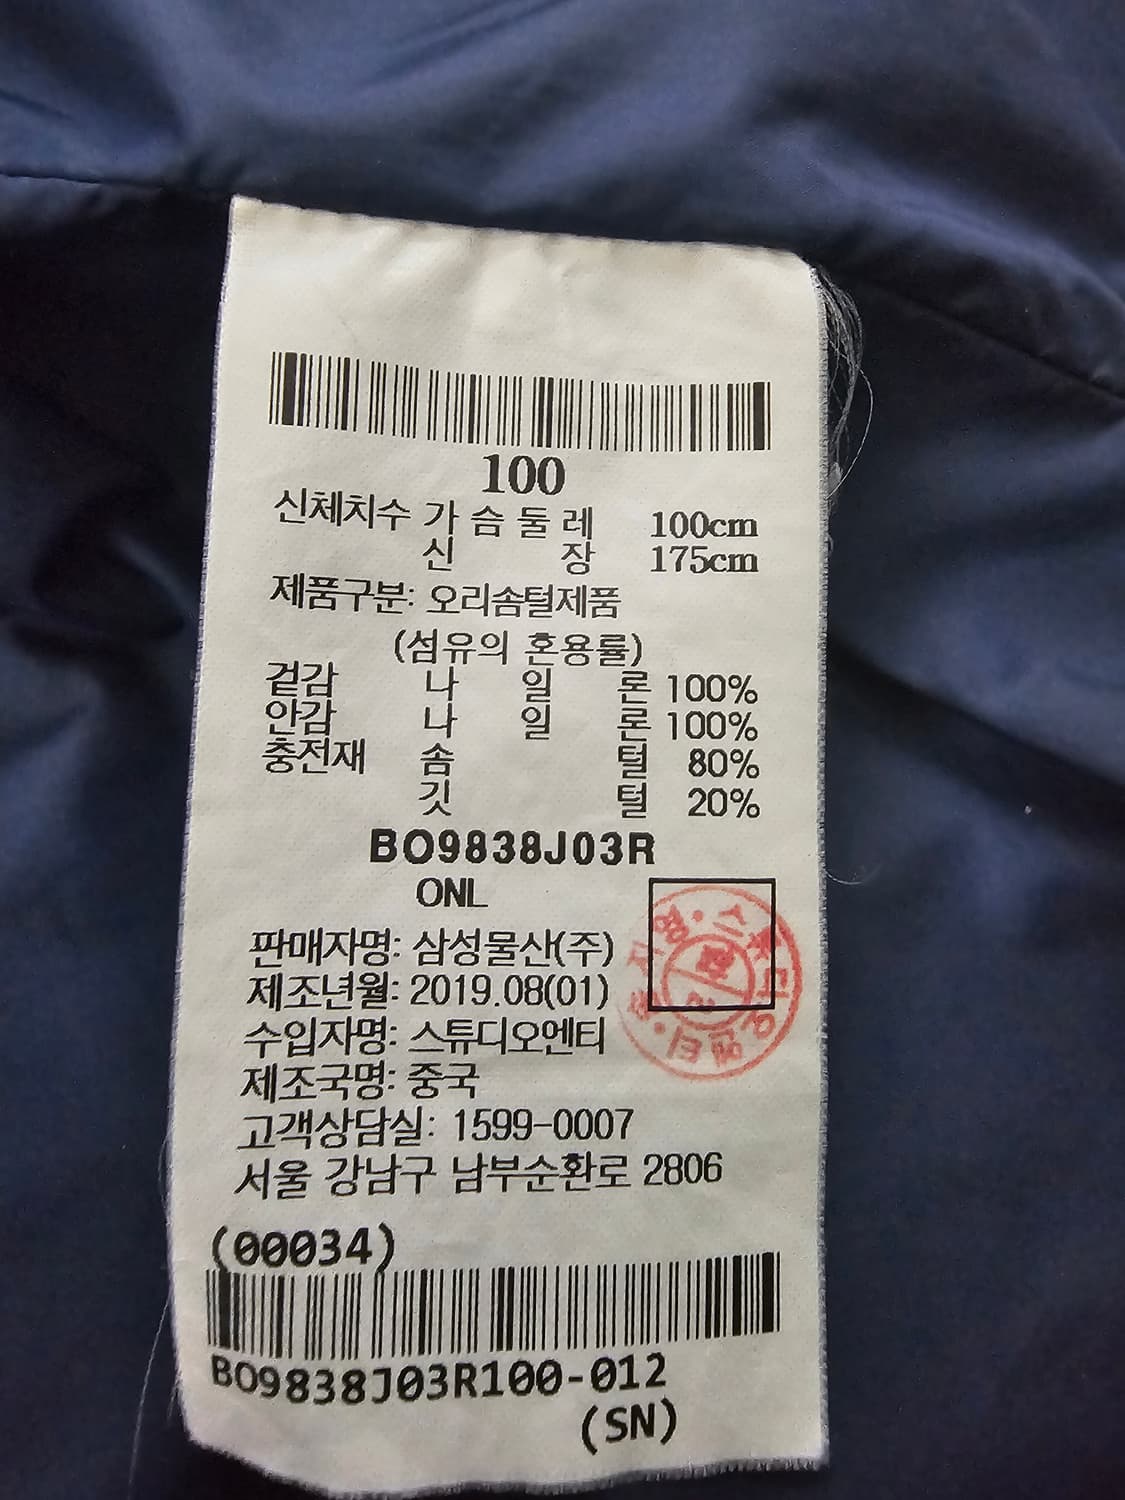 100
신체치수 가 슴 둘 레 100cm
신 장 175cm
제품구분: 오리솜털제품
(섬유의 혼용률)
겉감 나 일 론 100%
안감 나 일 론 100%
충전재 솜 털 80%
깃 털 20%
BO9838J03R
ONL
판매자명: 삼성물산(주)
제조년월: 2019.08(01)
수입자명: 스튜디오엔티
제조국명: 중국
고객상담실: 1599-0007
서울 강남구 남부순환로 2806
(00034)
BO9838J03R100-012
(SN)